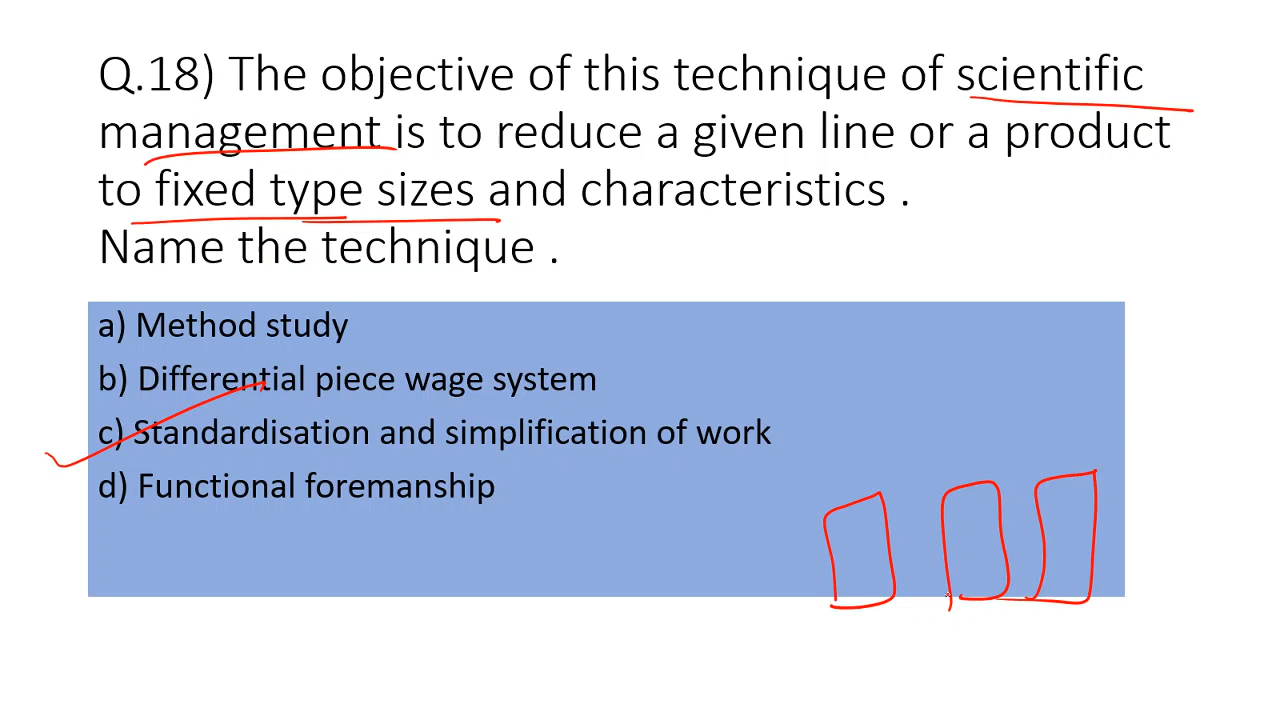 Q.18) The objective of this technique of scientific
management is to reduce a given line or a product
to fixed type sizes and characteristics .
Name the technique .
a) Method study
b) Differential piece wage system
c) Standardisation and simplification of work
d) Functional foremanship